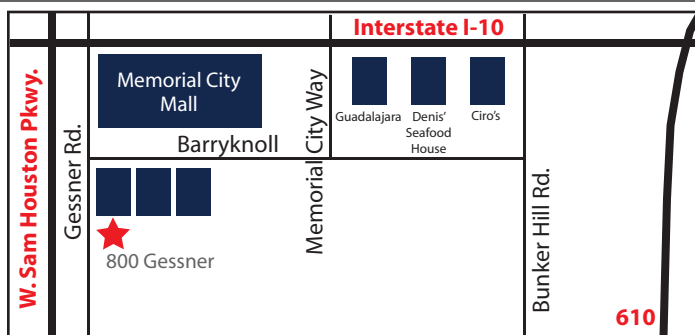 Interstate I-10
W. Sam Houston Pkwy.
Gessner Rd.
Memorial City
Mall
Barryknoll
Memorial City Way
Guadalajara
Denis'
Seafood
House
Ciro's
800 Gessner
Bunker Hill Rd.
610